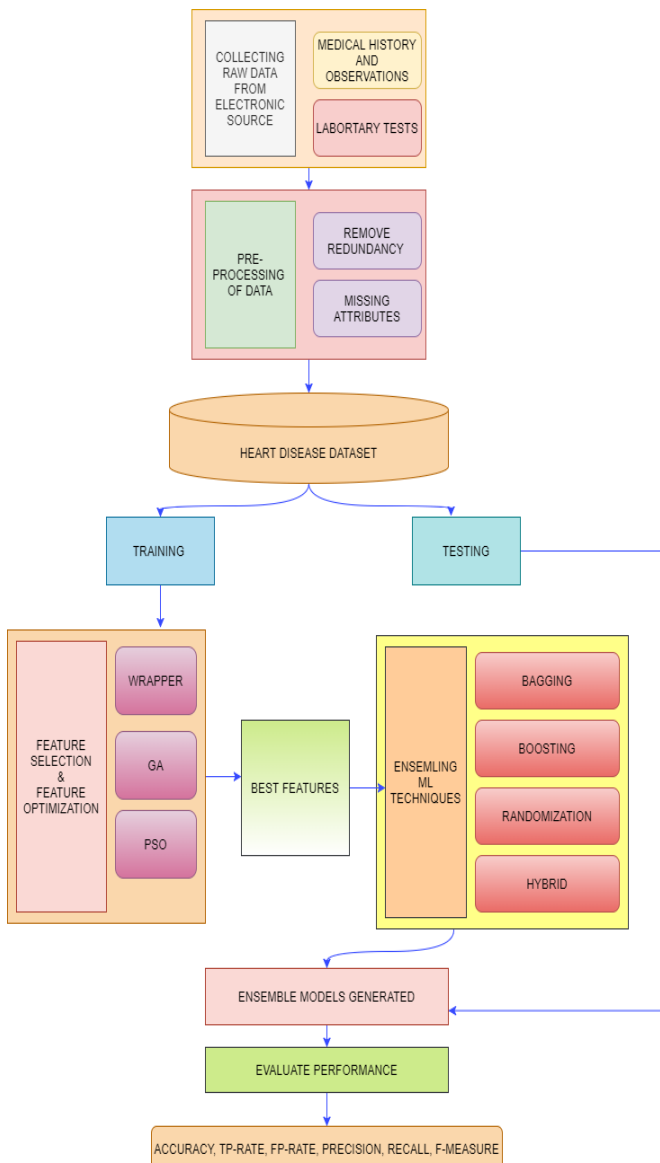 COLLECTING
RAW DATA
FROM
ELECTRONIC
SOURCE
MEDICAL HISTORY
AND
OBSERVATIONS
LABORTARY TESTS
PRE-
PROCESSING
OF DATA
REMOVE
REDUNDANCY
MISSING
ATTRIBUTES
HEART DISEASE DATASET
TRAINING
TESTING
FEATURE
SELECTION
&
FEATURE
OPTIMIZATION
WRAPPER
GA
PSO
BEST FEATURES
ENSEMLING
ML
TECHNIQUES
BAGGING
BOOSTING
RANDOMIZATION
HYBRID
ENSEMBLE MODELS GENERATED
EVALUATE PERFORMANCE
ACCURACY, TP-RATE, FP-RATE, PRECISION, RECALL, F-MEASURE